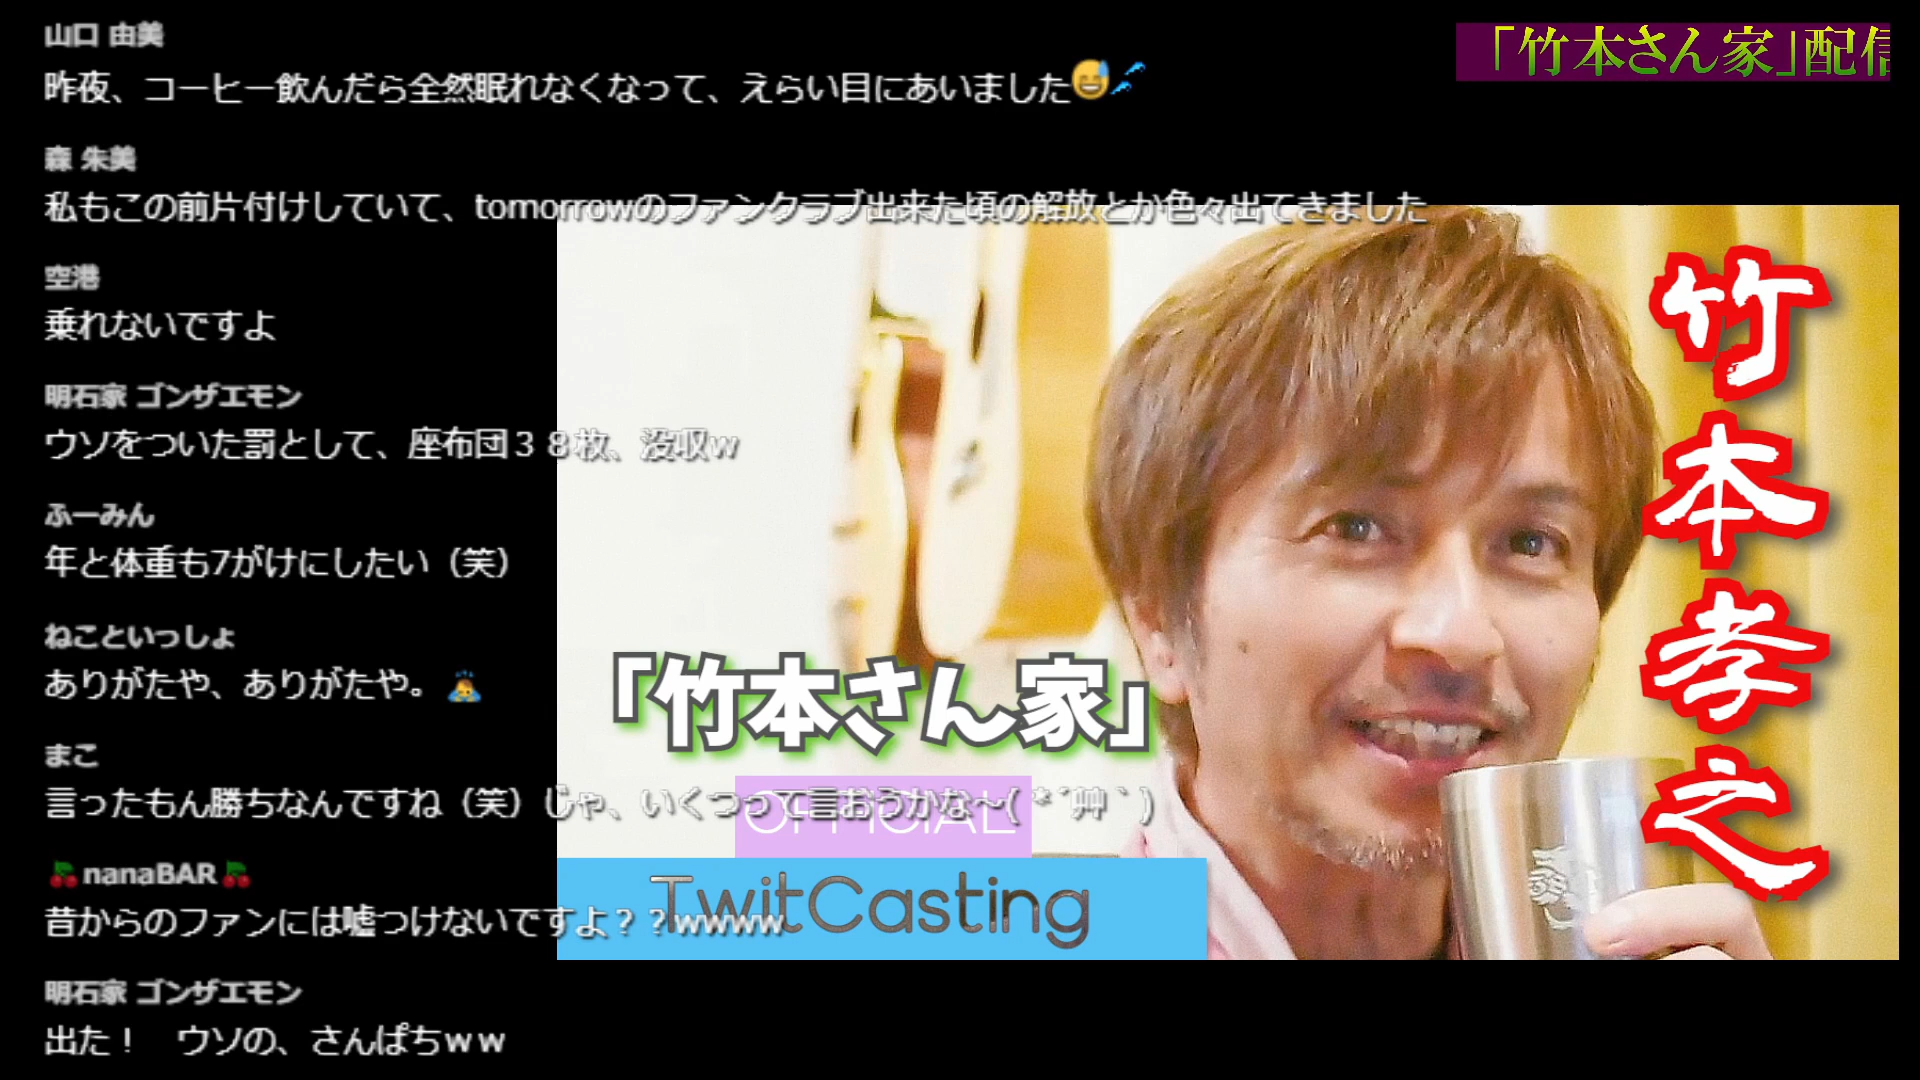 山口 由美
昨夜、コーヒー飲んだら全然眠れなくなって、えらい目にあいました😅💦
森 朱美
私もこの前片付けしていて、tomorrowのファンクラブ出来た頃の解放とか色々出てきました
空港
乗れないですよ
明石家 ゴンザエモン
ウソをついた罰として、座布団３８枚、没収w
ふーみん
年と体重も7がけにしたい（笑）
ねこといっしょ
ありがたや、ありがたや。🙇
まこ
言ったもん勝ちなんですね（笑）じゃ、いくつって言おうかな～( *´艸｀)
🍒nanaBAR🍒
昔からのファンには嘘つけないですよ？？wwww
明石家 ゴンザエモン
出た！　ウソの、さんぱちｗｗ
「竹本さん家」配信
竹本孝之
「竹本さん家」
OFFICIAL
TwitCasting